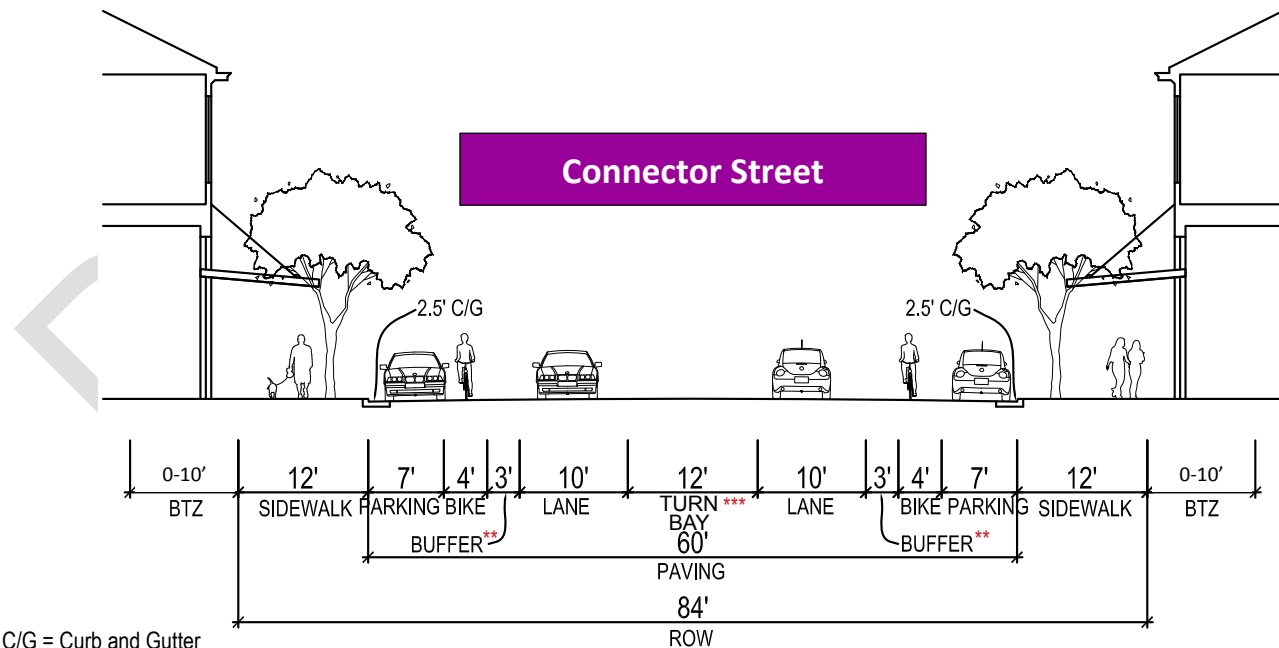 Connector Street
2.5' C/G 2.5' C/G
0-10' 12' 7' 4' 3' 10' 12' 10' 3' 4' 7' 12' 0-10'
BTZ SIDEWALK PARKING BIKE LANE TURN *** LANE BIKE PARKING SIDEWALK BTZ
BAY
BUFFER** 60' BUFFER**
PAVING
84'
C/G = Curb and Gutter ROW